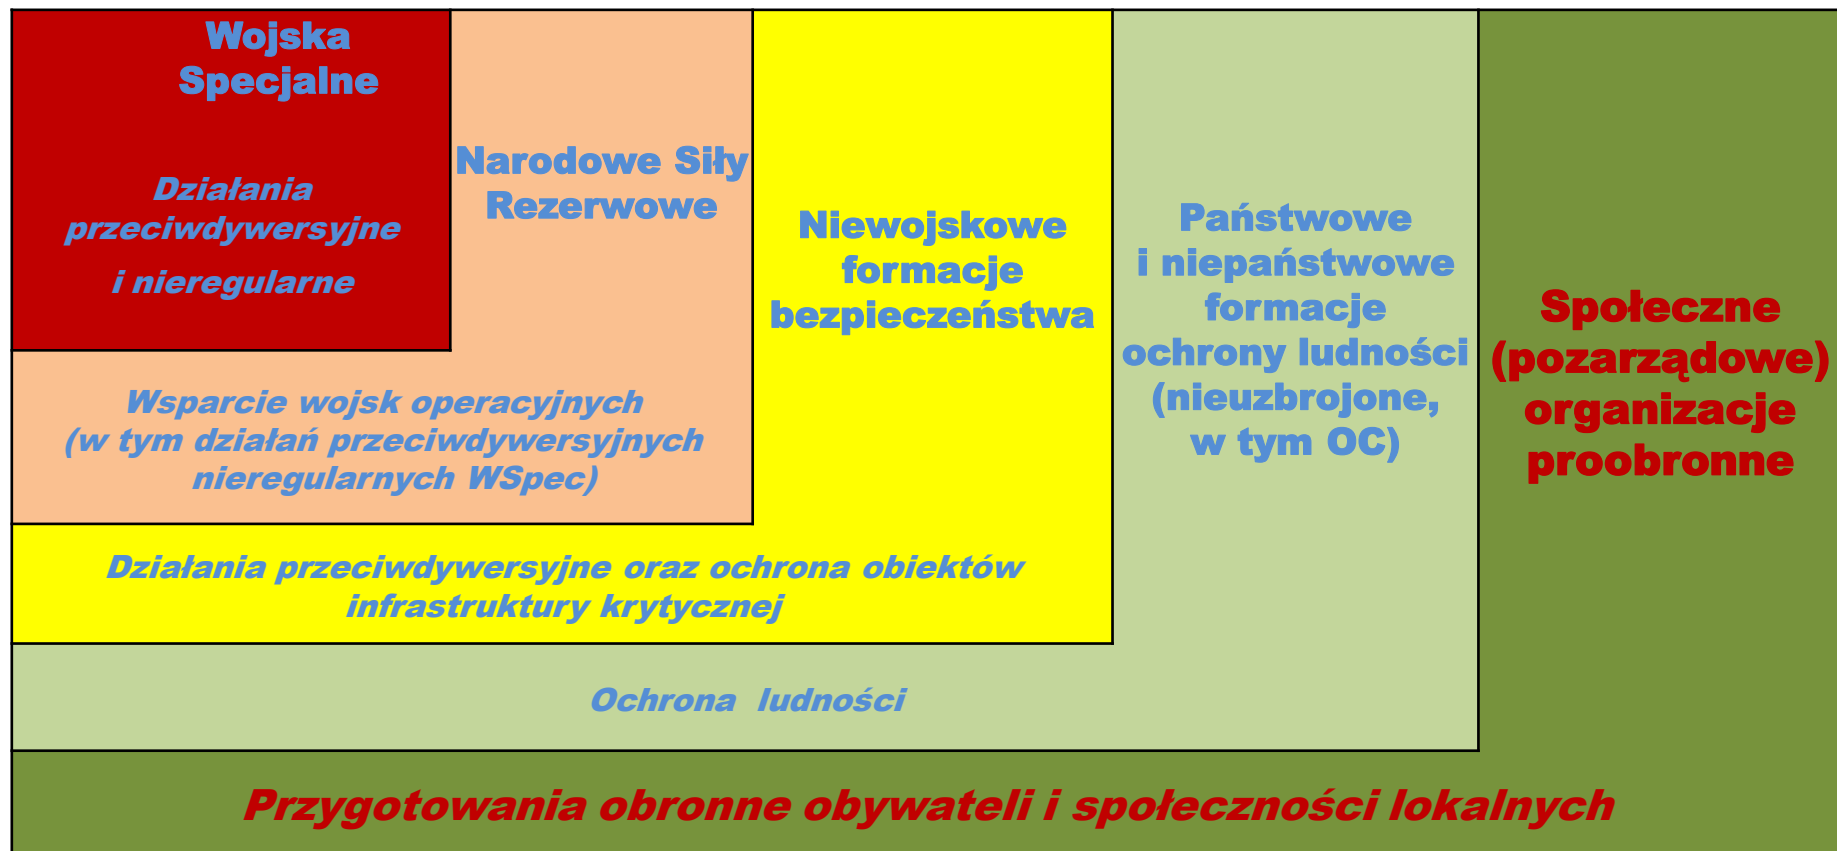 Wojska
Specjalne
Działania
przeciwdywersyjne
i nieregularne
Narodowe Siły
Rezerwowe
Wsparcie wojsk operacyjnych
(w tym działań przeciwdywersyjnych
nieregularnych WSpec)
Niewojskowe
formacje
bezpieczeństwa
Działania przeciwdywersyjne oraz ochrona obiektów
infrastruktury krytycznej
Państwowe
i niepaństwowe
formacje
ochrony ludności
(nieuzbrojone,
w tym OC)
Ochrona ludności
Społeczne
(pozarządowe)
organizacje
proobronne
Przygotowania obronne obywateli i społeczności lokalnych